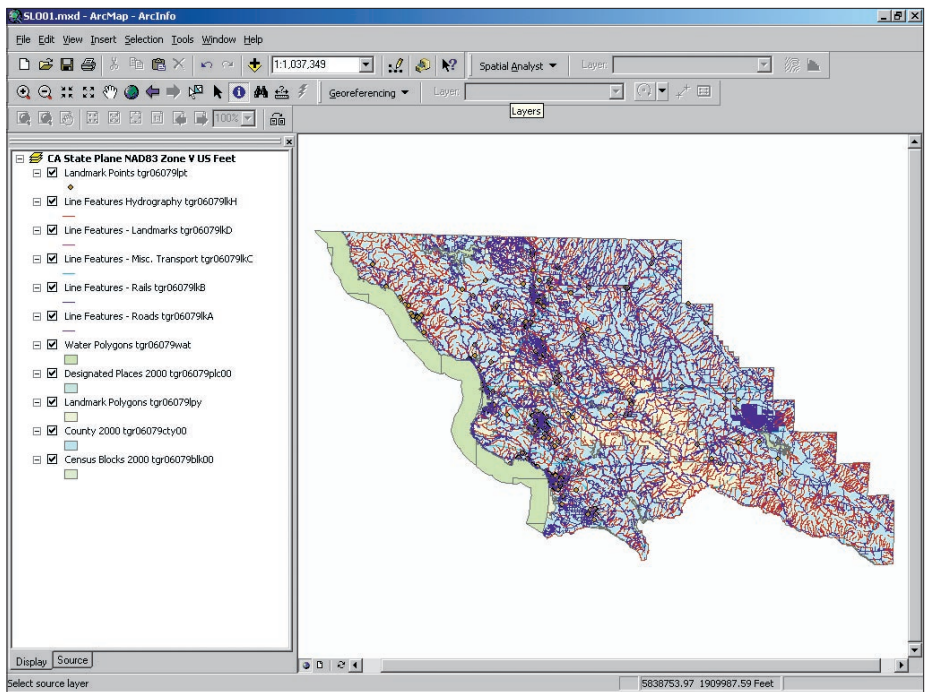 SLO01.mxd - ArcMap - ArcInfo
File Edit View Insert Selection Tools Window Help
1:1,037,349 Spatial Analyst Layer:
Georeferencing Layer:
Layers
100%
CA State Plane NAD83 Zone V US Feet
Landmark Points tgr06079lpt
Line Features Hydrography tgr06079lkH
Line Features - Landmarks tgr06079lkD
Line Features - Misc. Transport tgr06079lkC
Line Features - Rails tgr06079lkB
Line Features - Roads tgr06079lkA
Water Polygons tgr06079wat
Designated Places 2000 tgr06079plc00
Landmark Polygons tgr06079lpy
County 2000 tgr06079cty00
Census Blocks 2000 tgr06079blk00
Display Source
Select source layer 5838753.97 1909987.59 Feet